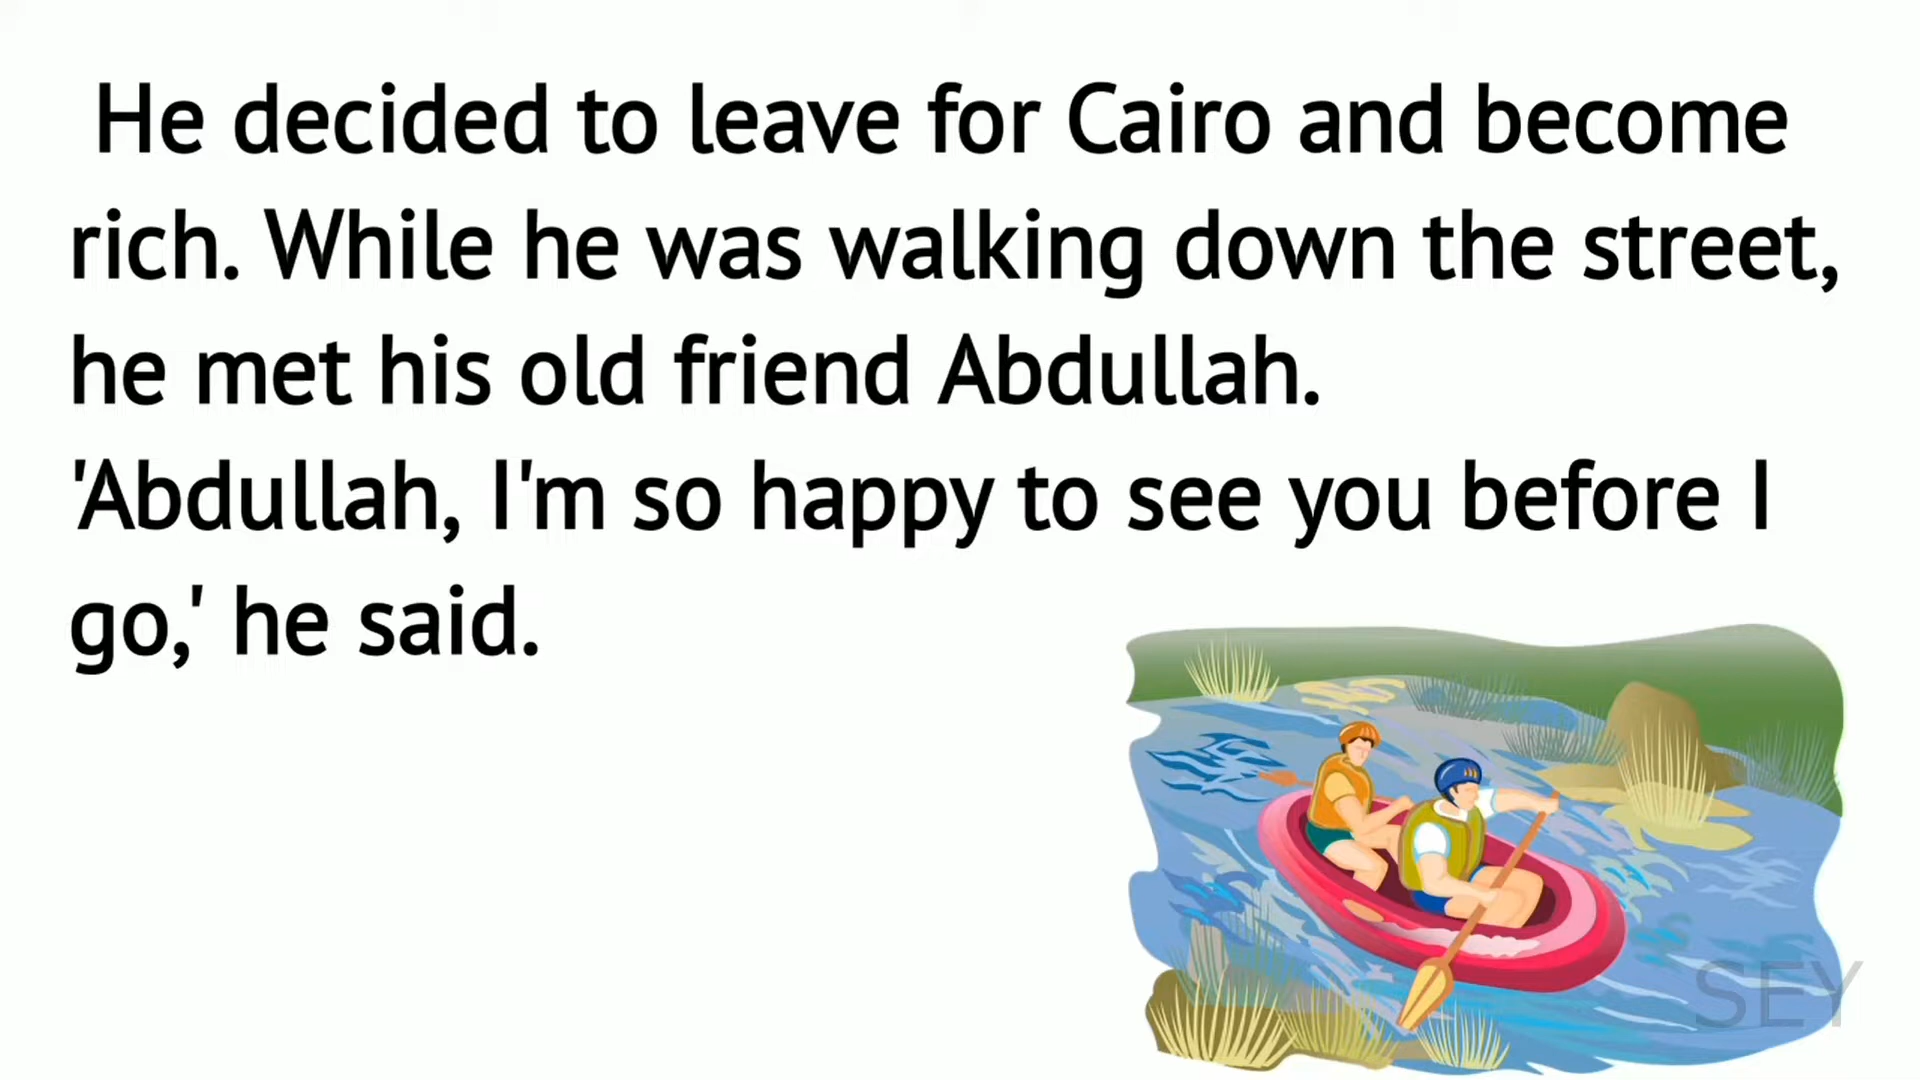 He decided to leave for Cairo and become
rich. While he was walking down the street,
he met his old friend Abdullah.
'Abdullah, I'm so happy to see you before I
go,' he said.
SEY